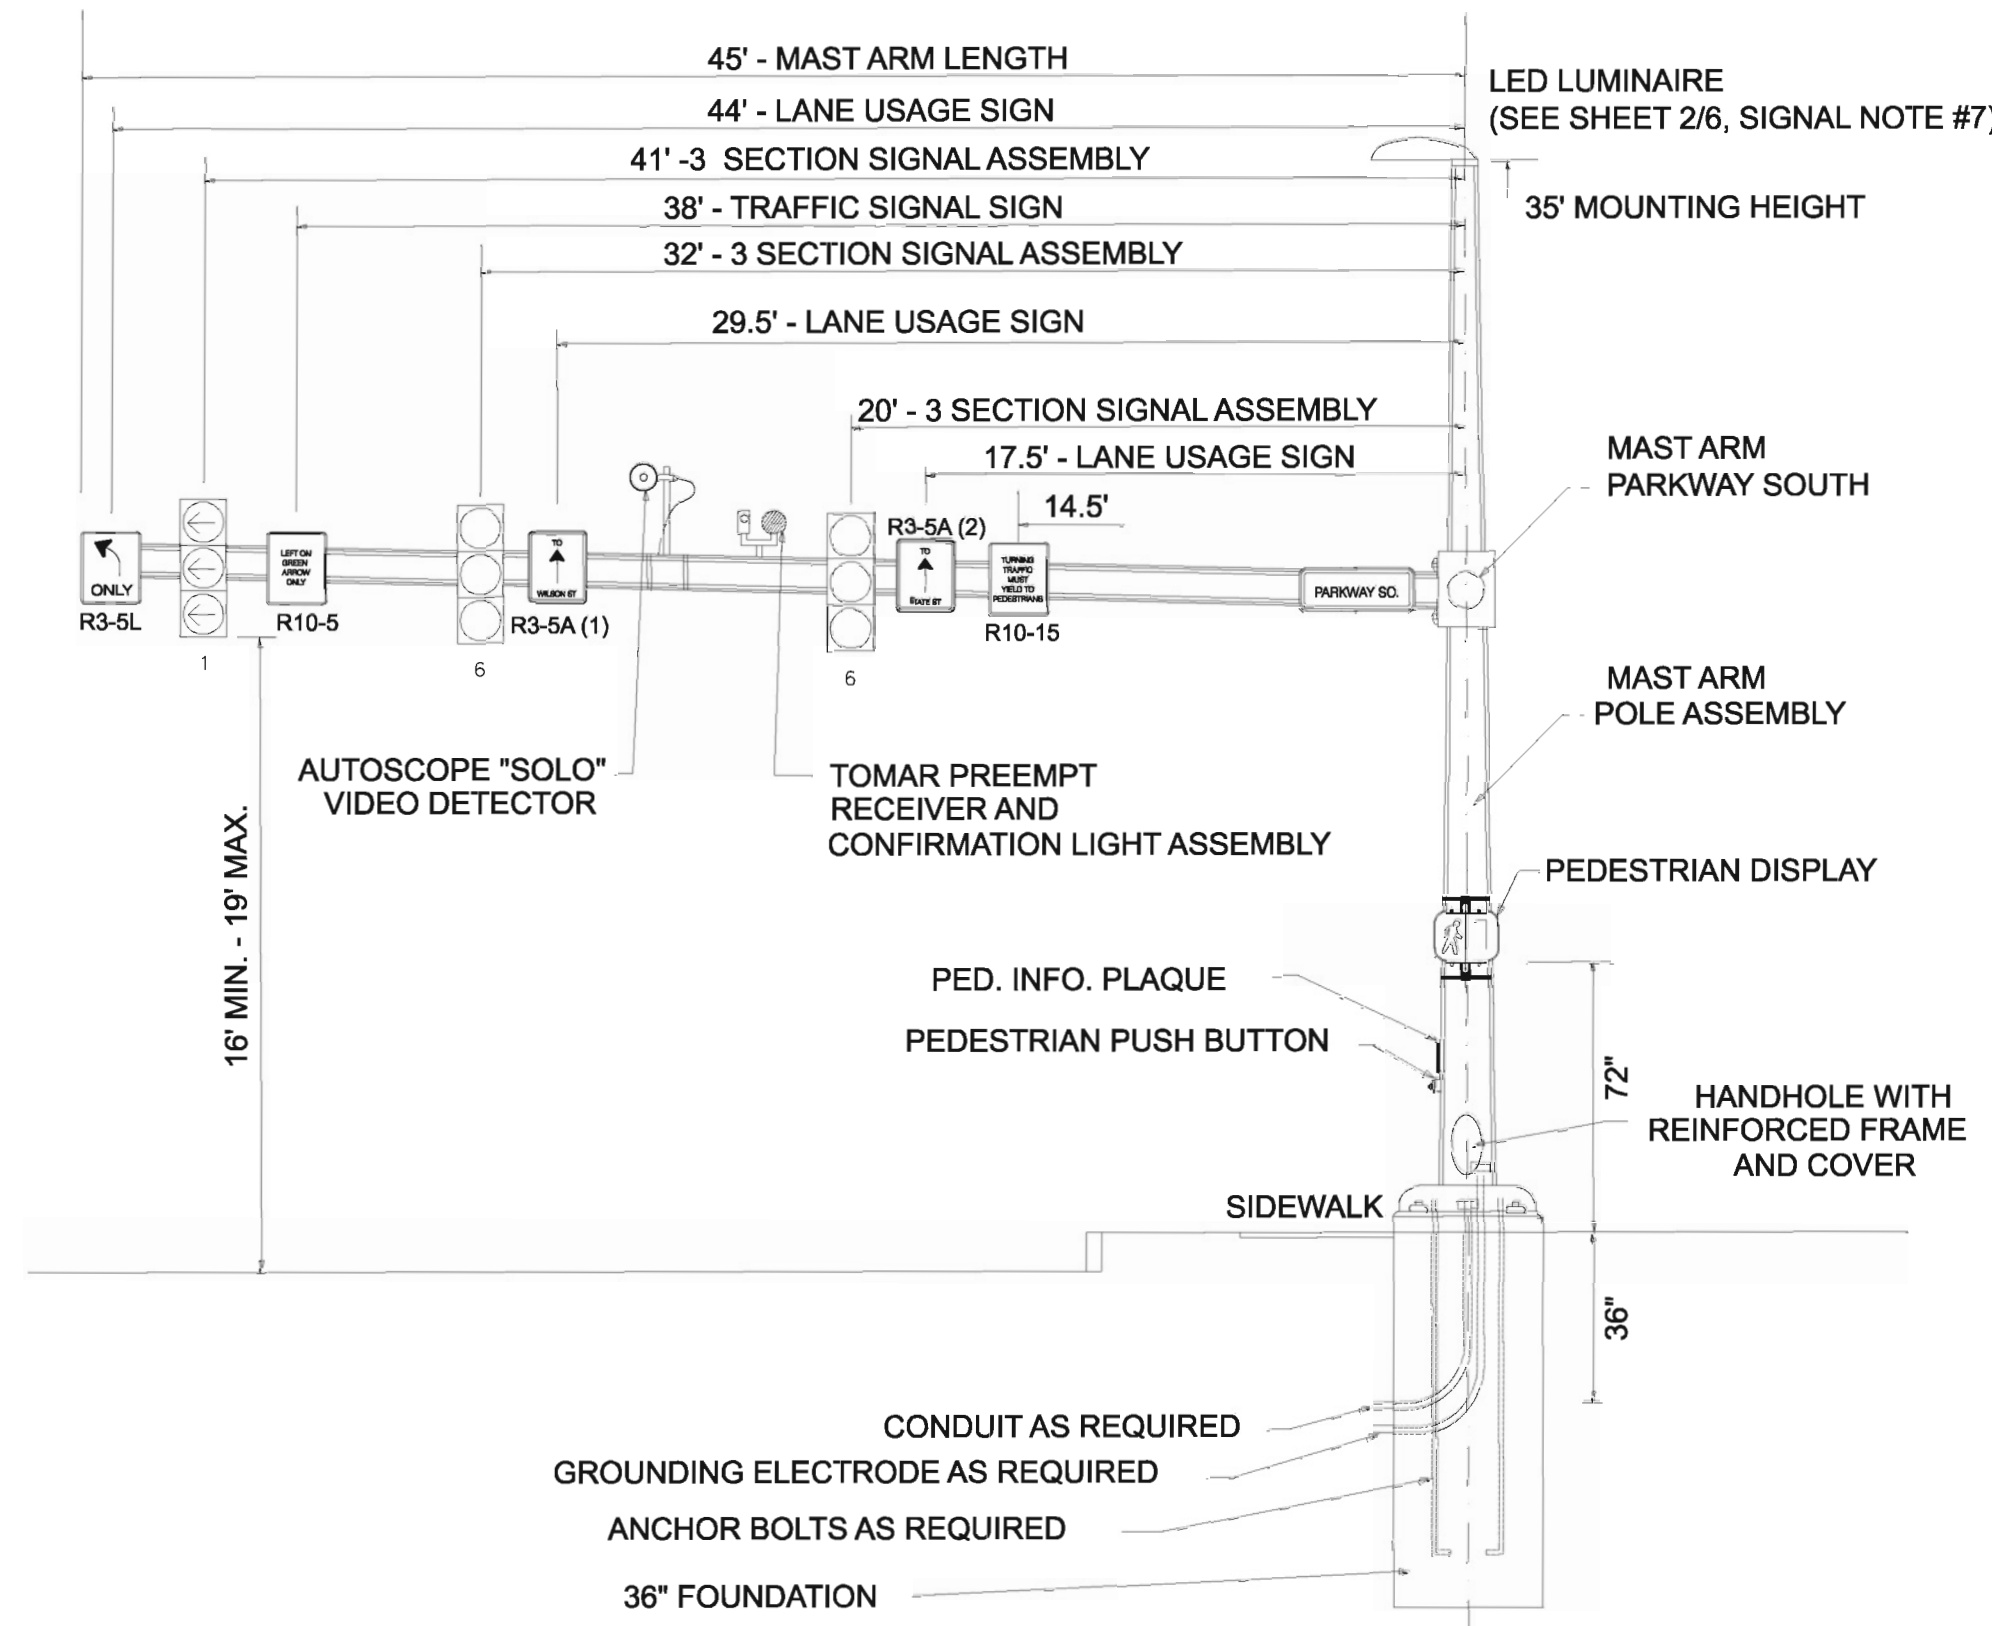 45' - MAST ARM LENGTH
LED LUMINAIRE
(SEE SHEET 2/6, SIGNAL NOTE #7)
44' - LANE USAGE SIGN
41' -3 SECTION SIGNAL ASSEMBLY
38' - TRAFFIC SIGNAL SIGN
35' MOUNTING HEIGHT
32' - 3 SECTION SIGNAL ASSEMBLY
29.5' - LANE USAGE SIGN
20' - 3 SECTION SIGNAL ASSEMBLY
17.5' - LANE USAGE SIGN
14.5'
MAST ARM
PARKWAY SOUTH
ONLY
R3-5L
1
LEFT ON
GREEN
ARROW
ONLY
R10-5
6
TO
WILSON ST
R3-5A (1)
6
R3-5A (2)
TO
STATE ST
TURNING
TRAFFIC
MUST
YIELD TO
PEDESTRIANS
R10-15
PARKWAY SO.
MAST ARM
POLE ASSEMBLY
AUTOSCOPE "SOLO"
VIDEO DETECTOR
TOMAR PREEMPT
RECEIVER AND
CONFIRMATION LIGHT ASSEMBLY
16' MIN. - 19' MAX.
PEDESTRIAN DISPLAY
PED. INFO. PLAQUE
PEDESTRIAN PUSH BUTTON
72"
HANDHOLE WITH
REINFORCED FRAME
AND COVER
SIDEWALK
36"
CONDUIT AS REQUIRED
GROUNDING ELECTRODE AS REQUIRED
ANCHOR BOLTS AS REQUIRED
36" FOUNDATION